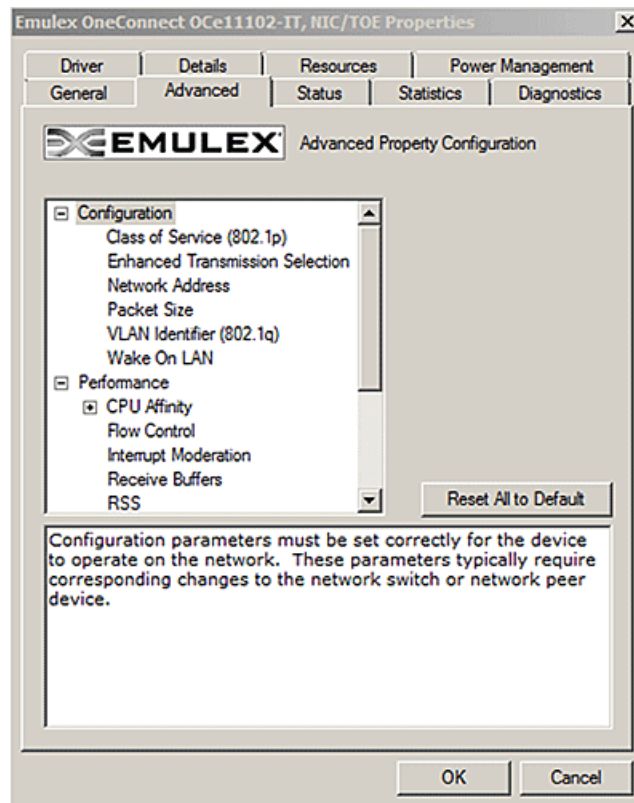 Emulex OneConnect OCe11102-IT, NIC/TOE Properties
Driver Details Resources Power Management
General Advanced Status Statistics Diagnostics
EMULEX Advanced Property Configuration
Configuration
Class of Service (802.1p)
Enhanced Transmission Selection
Network Address
Packet Size
VLAN Identifier (802.1q)
Wake On LAN
Performance
CPU Affinity
Flow Control
Interrupt Moderation
Receive Buffers
RSS
Reset All to Default
Configuration parameters must be set correctly for the device
to operate on the network. These parameters typically require
corresponding changes to the network switch or network peer
device.
OK Cancel